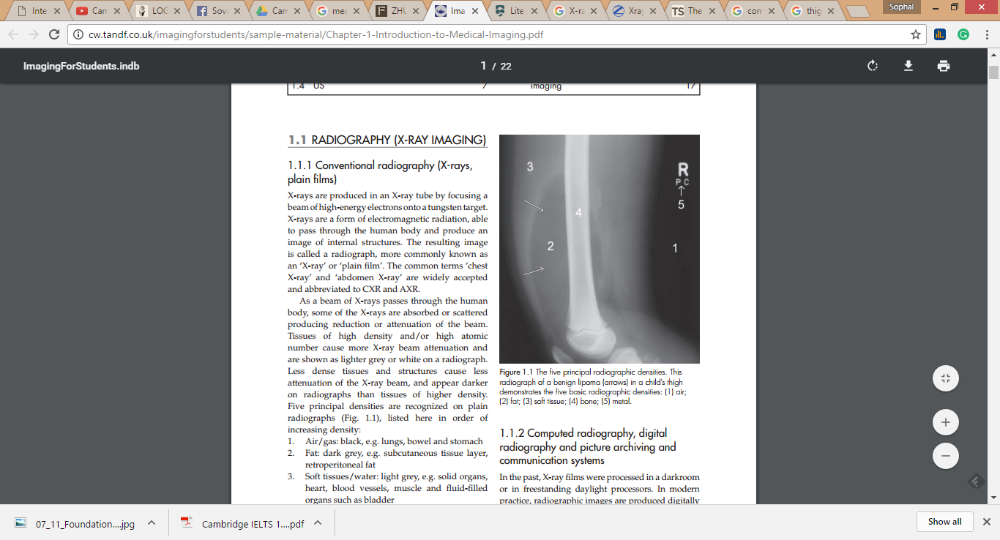 Inte
Can
LOG
Sov
Can
mec
ZHU
Ima
Lite
X-ra
Xray
The
con
thig
Sophal
cw.tandf.co.uk/imagingforstudents/sample-material/Chapter-1-Introduction-to-Medical-Imaging.pdf
ImagingForStudents.indb
1 / 22
1.4 US 7
imaging 17
1.1 RADIOGRAPHY (X-RAY IMAGING)
1.1.1 Conventional radiography (X-rays,
plain films)
X-rays are produced in an X-ray tube by focusing a
beam of high-energy electrons onto a tungsten target.
X-rays are a form of electromagnetic radiation, able
to pass through the human body and produce an
image of internal structures. The resulting image
is called a radiograph, more commonly known as
an ‘X-ray’ or ‘plain film’. The common terms ‘chest
X-ray’ and ‘abdomen X-ray’ are widely accepted
and abbreviated to CXR and AXR.
As a beam of X-rays passes through the human
body, some of the X-rays are absorbed or scattered
producing reduction or attenuation of the beam.
Tissues of high density and/or high atomic
number cause more X-ray beam attenuation and
are shown as lighter grey or white on a radiograph.
Less dense tissues and structures cause less
attenuation of the X-ray beam, and appear darker
on radiographs than tissues of higher density.
Five principal densities are recognized on plain
radiographs (Fig. 1.1), listed here in order of
increasing density:
1. Air/gas: black, e.g. lungs, bowel and stomach
2. Fat: dark grey, e.g. subcutaneous tissue layer,
retroperitoneal fat
3. Soft tissues/water: light grey, e.g. solid organs,
heart, blood vessels, muscle and fluid-filled
organs such as bladder
3
R
P C
5
4
2
1
Figure 1.1 The five principal radiographic densities. This
radiograph of a benign lipoma (arrows) in a child’s thigh
demonstrates the five basic radiographic densities: (1) air;
(2) fat; (3) soft tissue; (4) bone; (5) metal.
1.1.2 Computed radiography, digital
radiography and picture archiving and
communication systems
In the past, X-ray films were processed in a darkroom
or in freestanding daylight processors. In modern
practice, radiographic images are produced digitally
07_11_Foundation....jpg
Cambridge IELTS 1....pdf
Show all